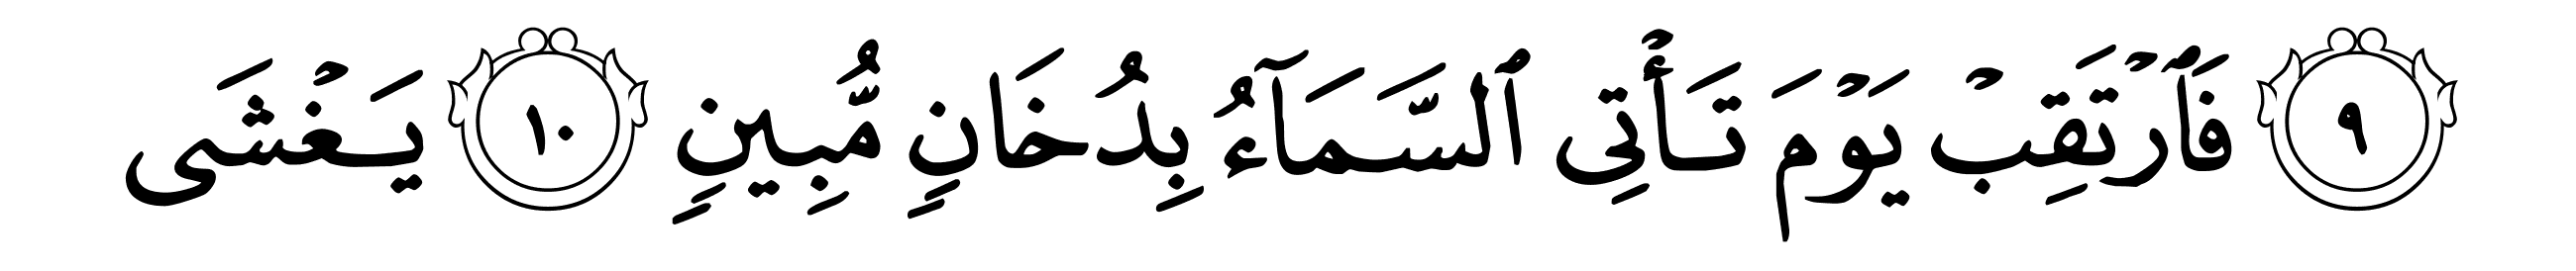 ٩ فَٱرْتَقِبْ يَوْمَ تَأْتِى ٱلسَّمَآءُ بِدُخَانٍ مُّبِينٍ ١٠ يَغْشَى